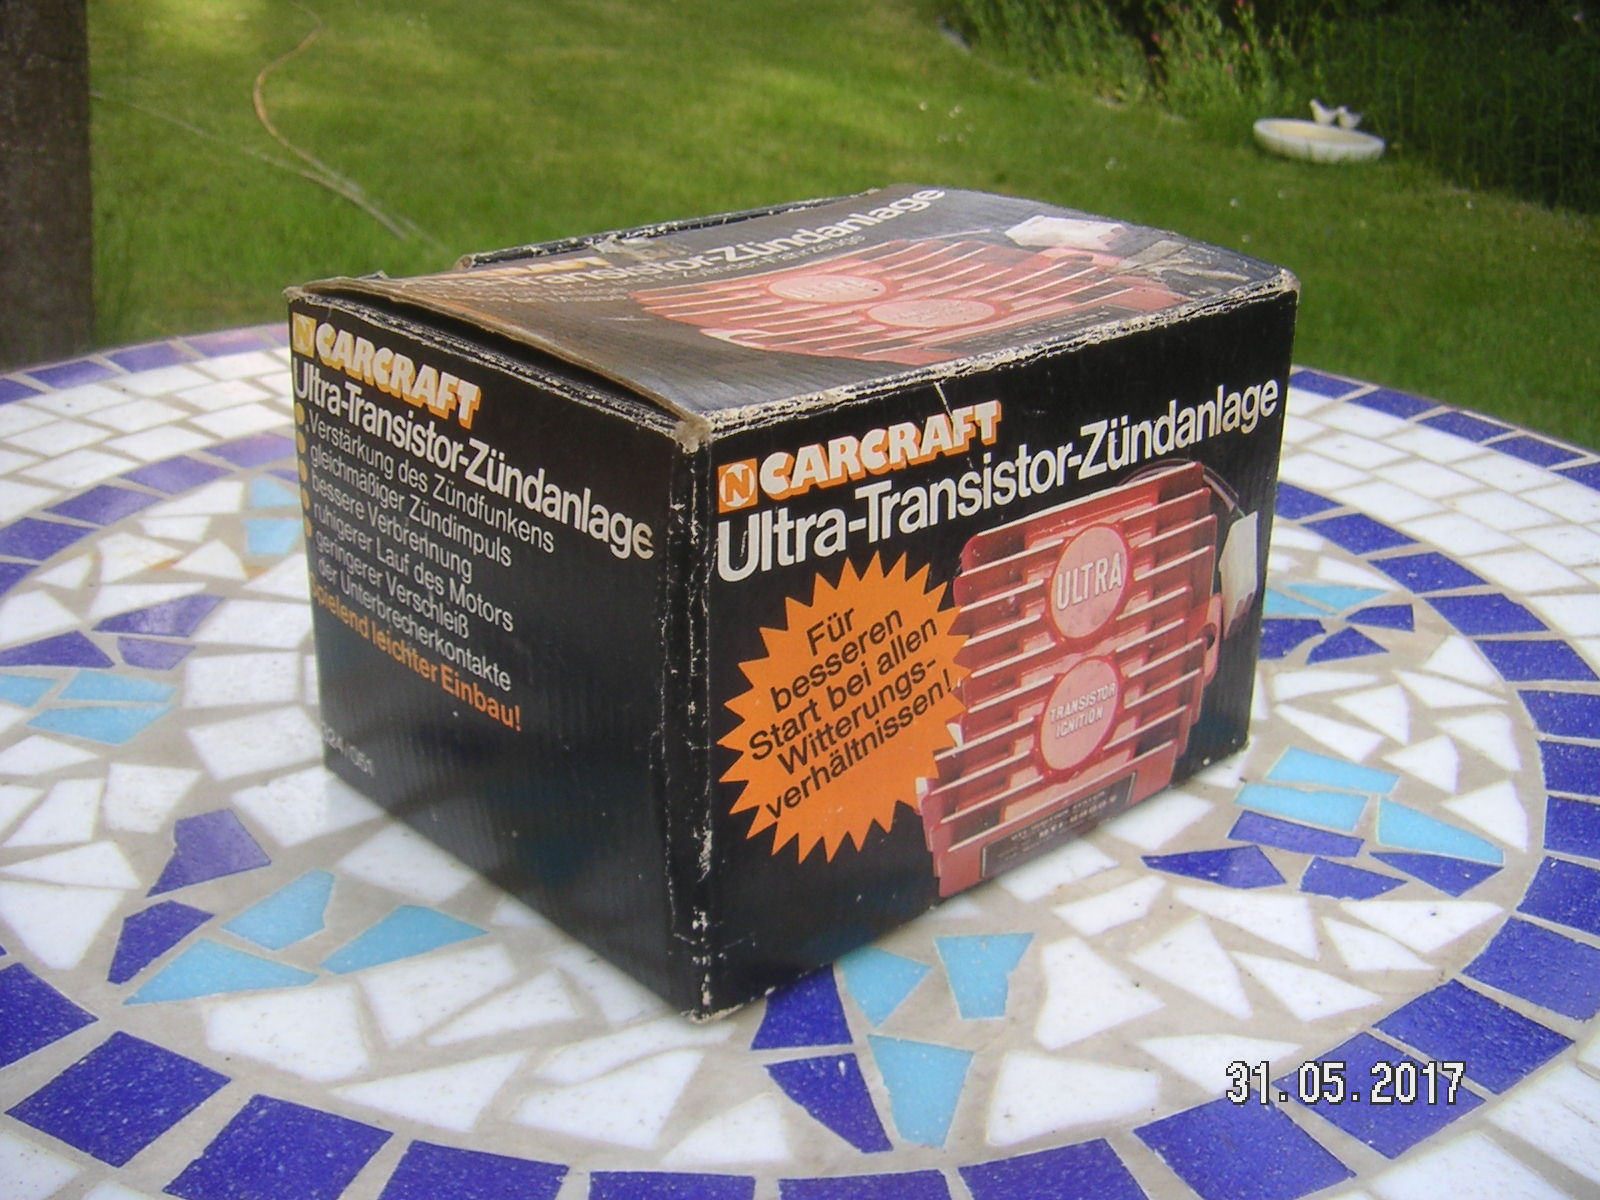 Transistor-Zündanlage
ULTRA
N CARCRAFT
Ultra-Transistor-Zündanlage
Verstärkung des Zündfunkens
gleichmäßiger Zündimpuls
bessere Verbrennung
ruhigerer Lauf des Motors
geringerer Verschleiß
der Unterbrecherkontakte
Spielend leichter Einbau!
N CARCRAFT
Ultra-Transistor-Zündanlage
Für
besseren
Start bei allen
Witterungs-
verhältnissen!
ULTRA
TRANSISTOR
IGNITION
31.05.2017